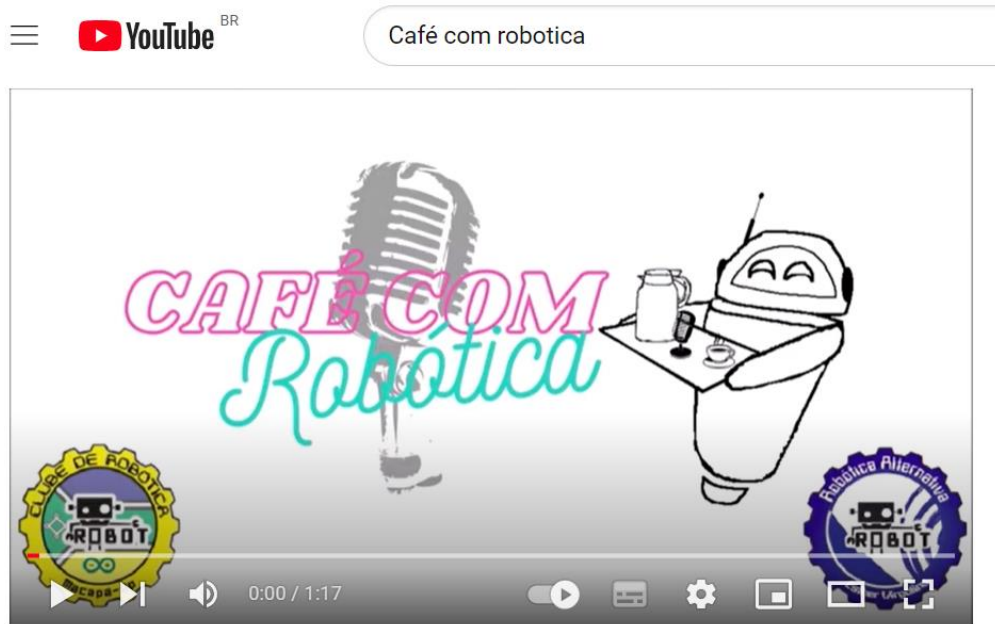 YouTube BR
Café com robotica
CAFÉ COM
Robótica
CLUBE DE ROBÓTICA
ROBOT
Robótica Alternativa
ROBOT
0:00 / 1:17